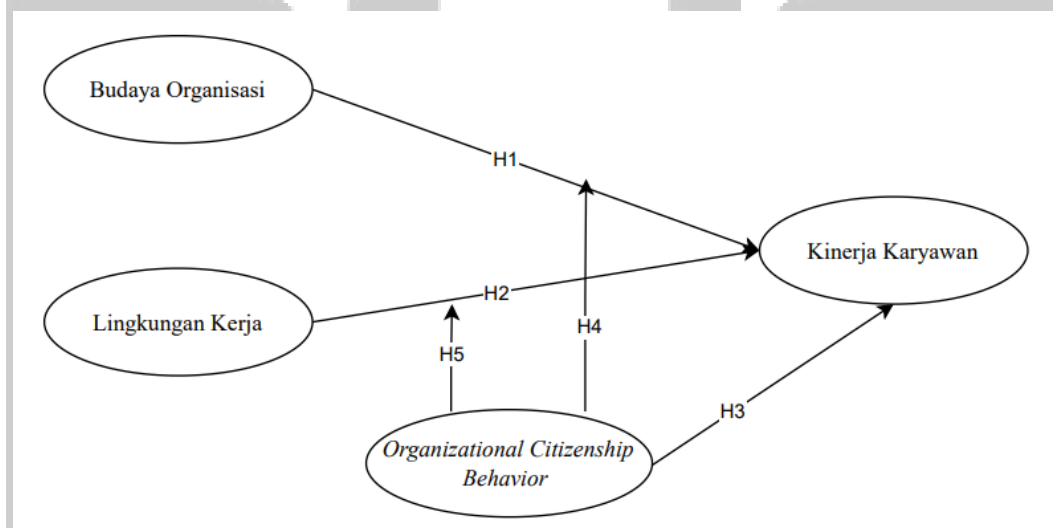 Budaya Organisasi
H1
Kinerja Karyawan
H2
Lingkungan Kerja
H4
H5
H3
Organizational Citizenship
Behavior